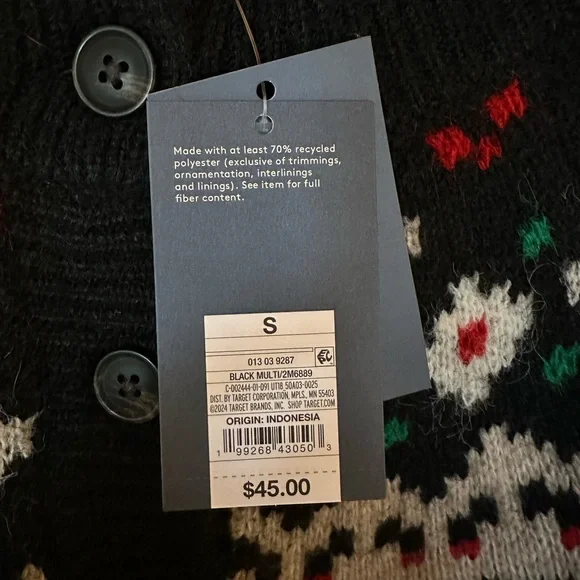 Made with at least 70% recycled
polyester (exclusive of trimmings,
ornamentation, interlinings
and linings). See item for full
fiber content.
S
013 03 9287
BLACK MULTI/2M6889
C-002444-01-091 UT18 50A03-0025
DIST. BY TARGET CORPORATION, MPLS., MN 55403
©2024 TARGET BRANDS, INC. SHOP TARGET.COM
ORIGIN: INDONESIA
1 99268 43050 3
$45.00